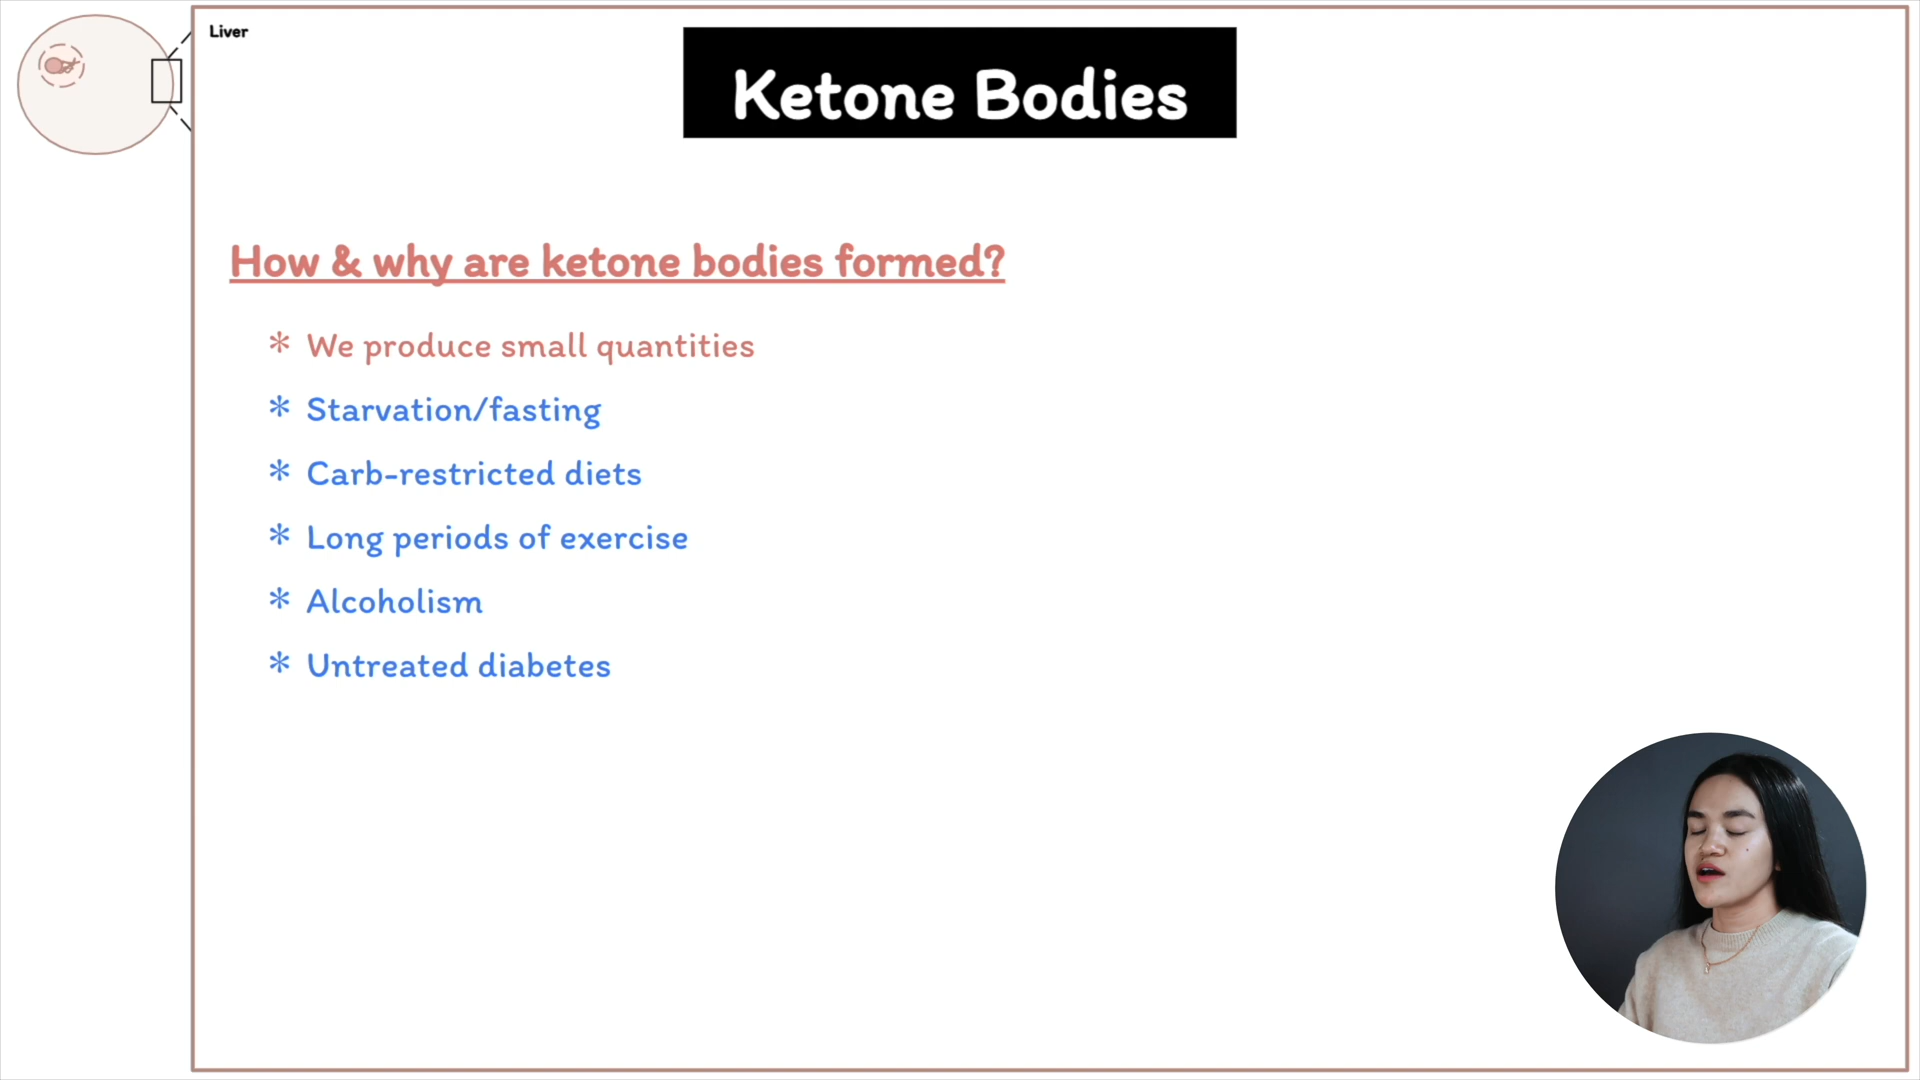 Liver
Ketone Bodies
How & why are ketone bodies formed?
* We produce small quantities
* Starvation/fasting
* Carb-restricted diets
* Long periods of exercise
* Alcoholism
* Untreated diabetes